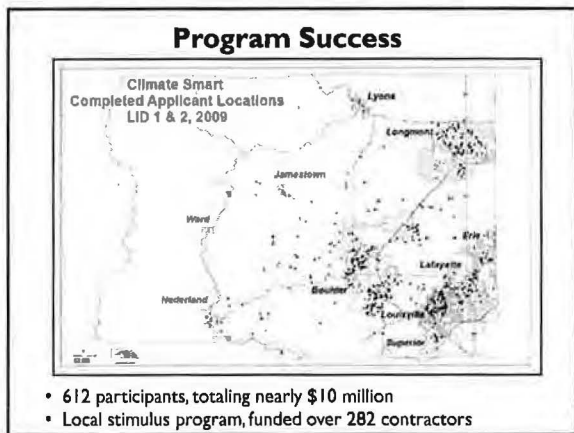 Program Success
Climate Smart
Completed Applicant Locations
LID 1 & 2, 2009
Lyons
Longmont
Jamestown
Ward
Erie
Lafayette
Boulder
Nederland
Louisville
Superior
• 612 participants, totaling nearly $10 million
• Local stimulus program, funded over 282 contractors